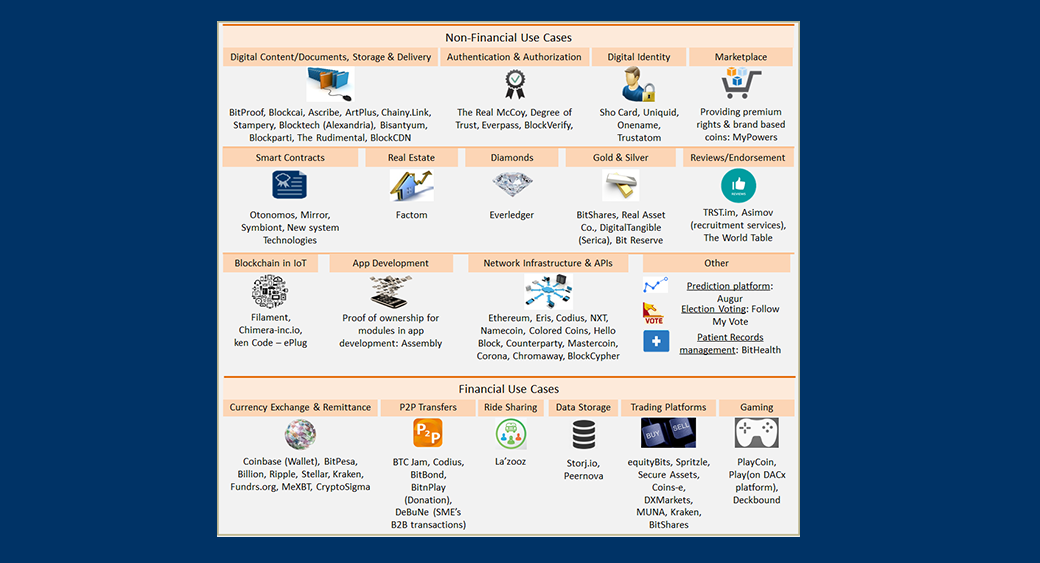 Non-Financial Use Cases
Digital Content/Documents, Storage & Delivery
BitProof, Blockcai, Ascribe, ArtPlus, Chainy.Link,
Stampery, Blocktech (Alexandria), Bisantyum,
Blockparti, The Rudimental, BlockCDN
Authentication & Authorization
The Real McCoy, Degree of
Trust, Everpass, BlockVerify,
Digital Identity
Sho Card, Uniquid,
Onename,
Trustatom
Marketplace
Providing premium
rights & brand based
coins: MyPowers
Smart Contracts
Otonomos, Mirror,
Symbiont, New system
Technologies
Real Estate
Factom
Diamonds
Everledger
Gold & Silver
BitShares, Real Asset
Co., DigitalTangible
(Serica), Bit Reserve
Reviews/Endorsement
REVIEWS
TRST.im, Asimov
(recruitment services),
The World Table
Blockchain in IoT
Filament,
Chimera-inc.io,
ken Code – ePlug
App Development
Proof of ownership for
modules in app
development: Assembly
Network Infrastructure & APIs
Ethereum, Eris, Codius, NXT,
Namecoin, Colored Coins, Hello
Block, Counterparty, Mastercoin,
Corona, Chromaway, BlockCypher
Other
Prediction platform:
Augur
VOTE
Election Voting: Follow
My Vote
Patient Records
management: BitHealth
Financial Use Cases
Currency Exchange & Remittance
Coinbase (Wallet), BitPesa,
Billion, Ripple, Stellar, Kraken,
Fundrs.org, MeXBT, CryptoSigma
P2P Transfers
P2P
BTC Jam, Codius,
BitBond,
BitnPlay
(Donation),
DeBuNe (SME's
B2B transactions)
Ride Sharing
La'zooz
Data Storage
Storj.io,
Peernova
Trading Platforms
BUY SELL
equityBits, Spritzle,
Secure Assets,
Coins-e,
DXMarkets,
MUNA, Kraken,
BitShares
Gaming
PlayCoin,
Play(on DACx
platform),
Deckbound